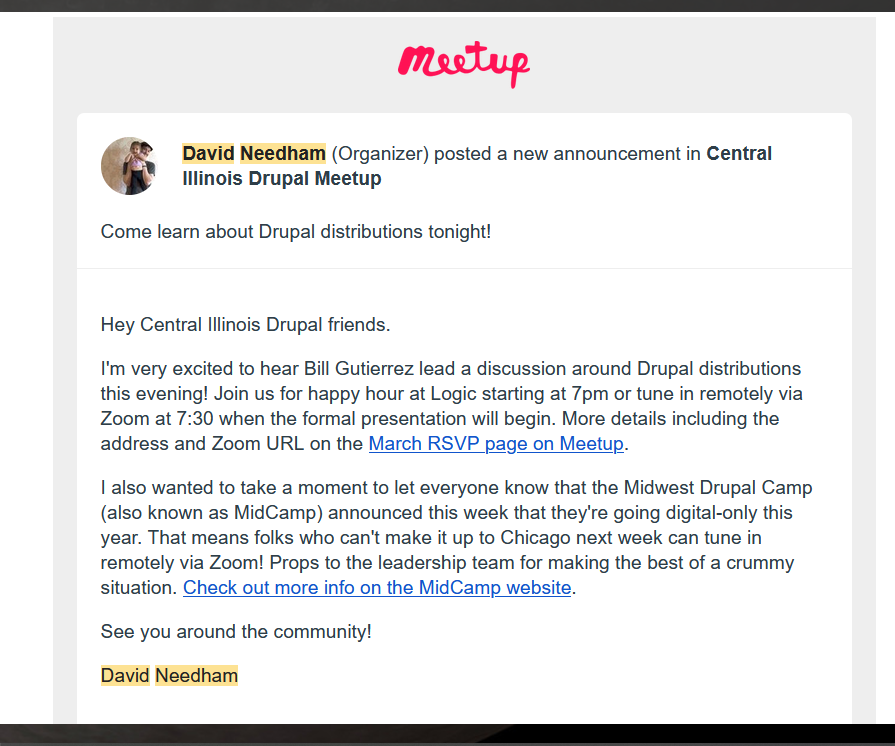 meetup
David Needham (Organizer) posted a new announcement in Central
Illinois Drupal Meetup
Come learn about Drupal distributions tonight!
Hey Central Illinois Drupal friends.
I'm very excited to hear Bill Gutierrez lead a discussion around Drupal distributions
this evening! Join us for happy hour at Logic starting at 7pm or tune in remotely via
Zoom at 7:30 when the formal presentation will begin. More details including the
address and Zoom URL on the March RSVP page on Meetup.
I also wanted to take a moment to let everyone know that the Midwest Drupal Camp
(also known as MidCamp) announced this week that they're going digital-only this
year. That means folks who can't make it up to Chicago next week can tune in
remotely via Zoom! Props to the leadership team for making the best of a crummy
situation. Check out more info on the MidCamp website.
See you around the community!
David Needham